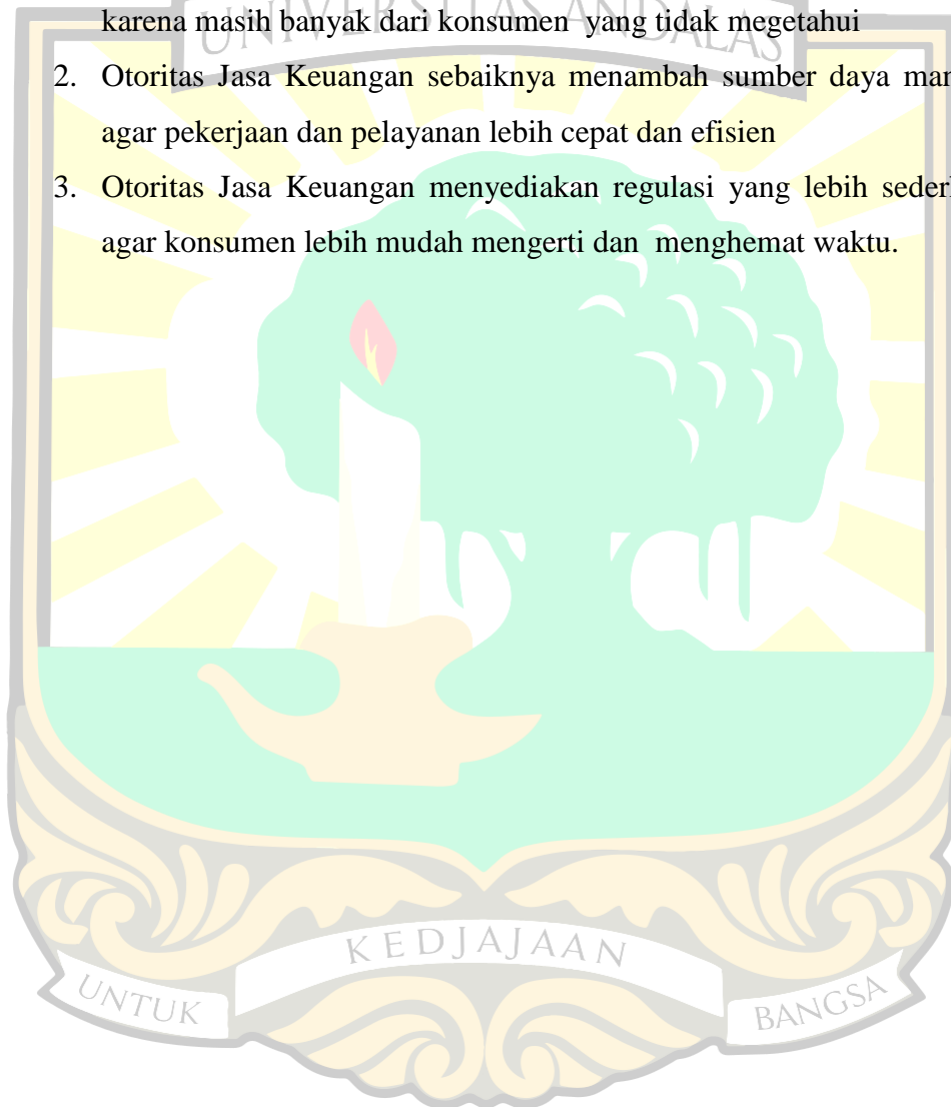 karena masih banyak dari konsumen yang tidak megetahui
UNIVERSITAS ANDALAS
2. Otoritas Jasa Keuangan sebaiknya menambah sumber daya
agar pekerjaan dan pelayanan lebih cepat dan efisien
3. Otoritas Jasa Keuangan menyediakan regulasi yang lebih
agar konsumen lebih mudah mengerti dan menghemat waktu.
KEDJAJAAN
UNTUK
BANGSA